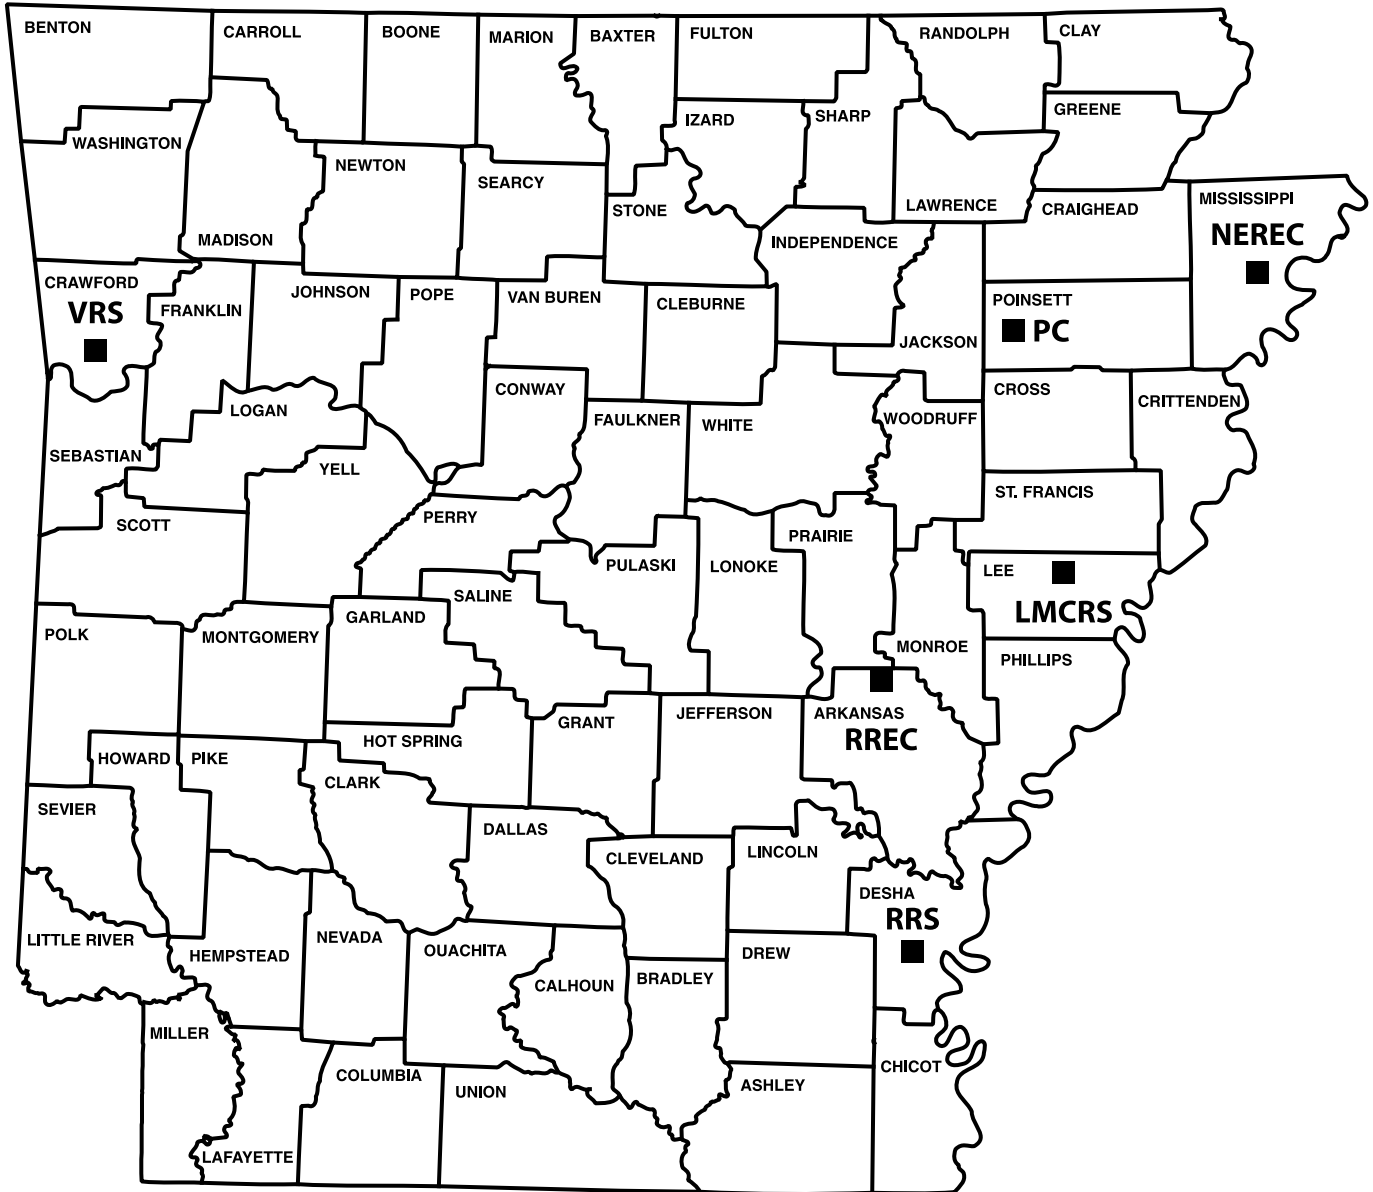 BENTON
CARROLL
BOONE
MARION
BAXTER
FULTON
RANDOLPH
CLAY
GREENE
IZARD
SHARP
WASHINGTON
NEWTON
SEARCY
STONE
LAWRENCE
CRAIGHEAD
MISSISSIPPI
NEREC
MADISON
INDEPENDENCE
CRAWFORD
VRS
FRANKLIN
JOHNSON
POPE
VAN BUREN
CLEBURNE
JACKSON
POINSETT
PC
LOGAN
CONWAY
FAULKNER
WHITE
WOODRUFF
CROSS
CRITTENDEN
SEBASTIAN
YELL
ST. FRANCIS
SCOTT
PERRY
PULASKI
LONOKE
PRAIRIE
LEE
LMCRS
SALINE
GARLAND
POLK
MONTGOMERY
MONROE
PHILLIPS
HOT SPRING
GRANT
JEFFERSON
ARKANSAS
RREC
HOWARD
PIKE
CLARK
SEVIER
DALLAS
CLEVELAND
LINCOLN
DESHA
RRS
LITTLE RIVER
HEMPSTEAD
NEVADA
OUACHITA
CALHOUN
BRADLEY
DREW
MILLER
COLUMBIA
UNION
ASHLEY
CHICOT
LAFAYETTE